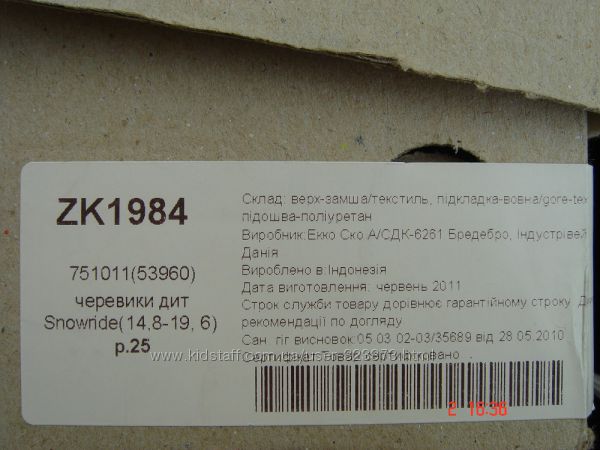 ZK1984
751011(53960)
черевики дит
Snowride(14,8-19, 6)
р.25
Склад: верх-замша/текстиль, підкладка-вовна/gore-tex
підошва-поліуретан
Виробник:Екко Ско А/СДК-6261 Бредебро, Індустрівей
Данія
Вироблено в:Індонезія
Дата виготовлення: червень 2011
Строк служби товару дорівнює гарантійному строку
рекомендації по догляду
Сан гіг висновок:05 03 02-03/35689 від 28.05.2010
2 16:36